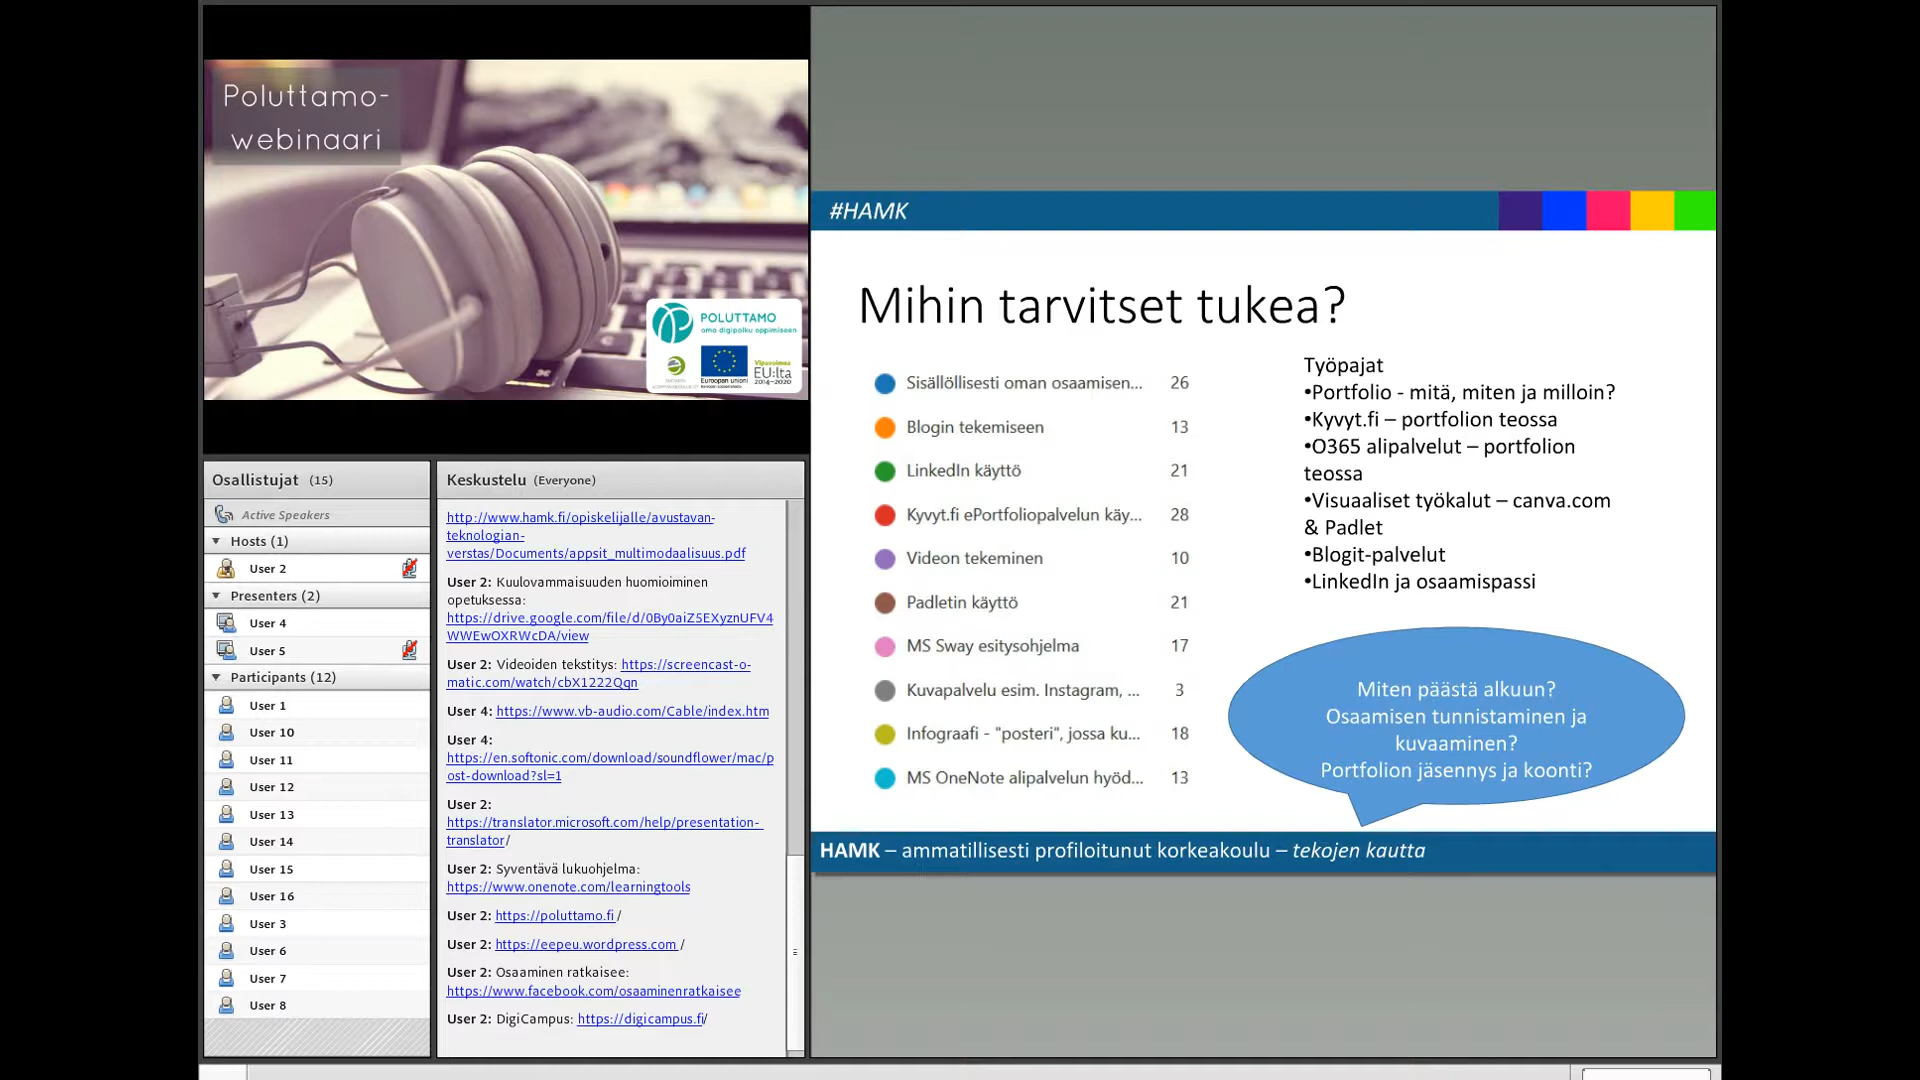 Poluttamo-
webinaari
POLUTTAMO
oma digipolku oppimiseen
Euroopan unioni
Vipuvoimaa
EU:lta
2014–2020
Osallistujat (15)
Active Speakers
Hosts (1)
User 2
Presenters (2)
User 4
User 5
Participants (12)
User 1
User 10
User 11
User 12
User 13
User 14
User 15
User 16
User 3
User 6
User 7
User 8
Keskustelu (Everyone)
http://www.hamk.fi/opiskelijalle/avustavan-
teknologian-
verstas/Documents/appsit_multimodaalisuus.pdf
User 2: Kuulovammaisuuden huomioiminen
opetuksessa:
https://drive.google.com/file/d/0By0aiZ5EXyznUFV4
WWEwOXRWcDA/view
User 2: Videoiden tekstitys: https://screencast-o-
matic.com/watch/cbX1222Qqn
User 4: https://www.vb-audio.com/Cable/index.htm
User 4:
https://en.softonic.com/download/soundflower/mac/p
ost-download?sl=1
User 2:
https://translator.microsoft.com/help/presentation-
translator/
User 2: Syventävä lukuohjelma:
https://www.onenote.com/learningtools
User 2: https://poluttamo.fi /
User 2: https://eepeu.wordpress.com /
User 2: Osaaminen ratkaisee:
https://www.facebook.com/osaaminenratkaisee
User 2: DigiCampus: https://digicampus.fi/
#HAMK
Mihin tarvitset tukea?
Sisällöllisesti oman osaamisen... 26
Blogin tekemiseen 13
LinkedIn käyttö 21
Kyvyt.fi ePortfoliopalvelun käy... 28
Videon tekeminen 10
Padletin käyttö 21
MS Sway esitysohjelma 17
Kuvapalvelu esim. Instagram, ... 3
Infograafi - "posteri", jossa ku... 18
MS OneNote alipalvelun hyöd... 13
Työpajat
•Portfolio - mitä, miten ja milloin?
•Kyvyt.fi – portfolion teossa
•O365 alipalvelut – portfolion
teossa
•Visuaaliset työkalut – canva.com
& Padlet
•Blogit-palvelut
•LinkedIn ja osaamispassi
Miten päästä alkuun?
Osaamisen tunnistaminen ja
kuvaaminen?
Portfolion jäsennys ja koonti?
HAMK – ammatillisesti profiloitunut korkeakoulu – tekojen kautta